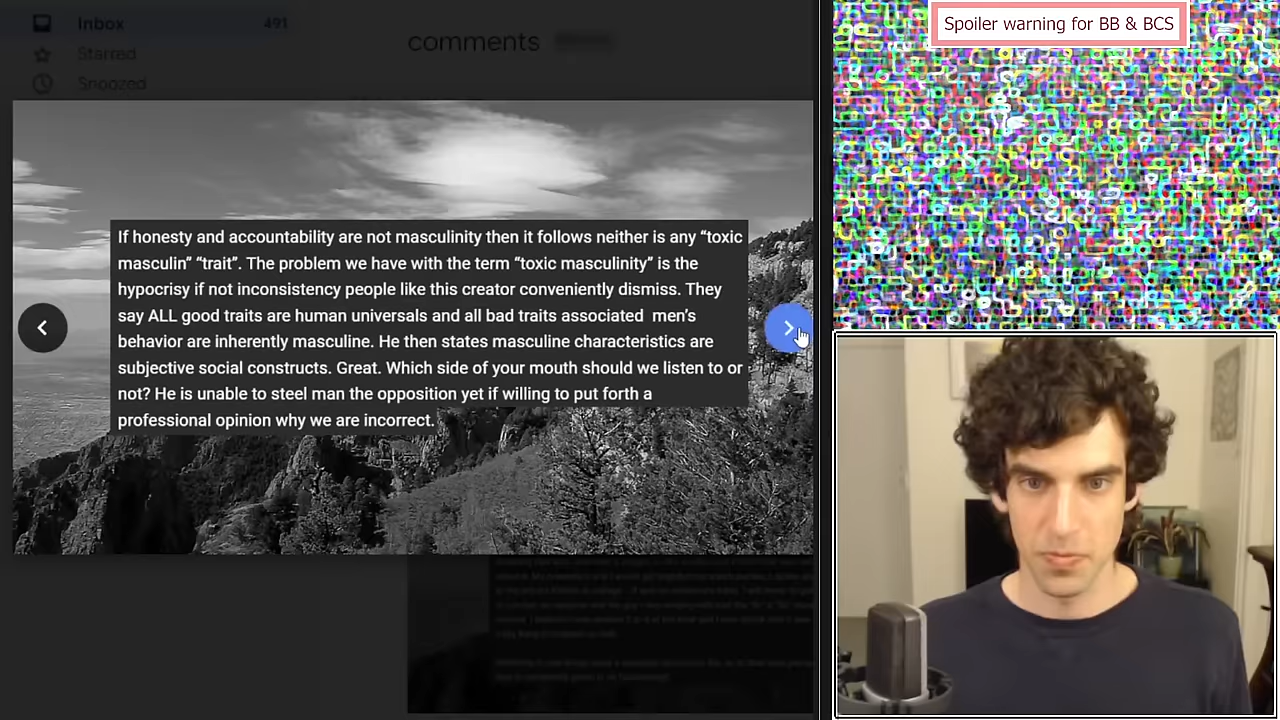 Inbox 491
Starred
Snoozed
comments
Spoiler warning for BB & BCS
If honesty and accountability are not masculinity then it follows neither is any “toxic
masculin” “trait”. The problem we have with the term “toxic masculinity” is the
hypocrisy if not inconsistency people like this creator conveniently dismiss. They
say ALL good traits are human universals and all bad traits associated  men’s
behavior are inherently masculine. He then states masculine characteristics are
subjective social constructs. Great. Which side of your mouth should we listen to or
not? He is unable to steel man the opposition yet if willing to put forth a
professional opinion why we are incorrect.